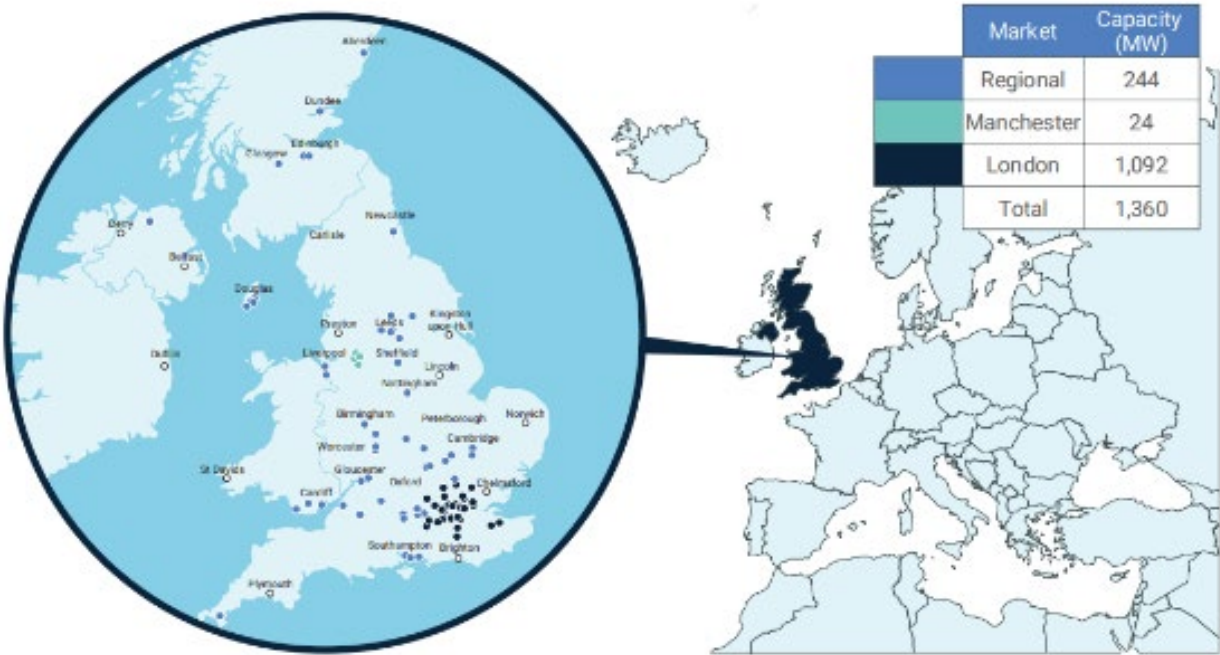 Market Capacity (MW)
Regional 244
Manchester 24
London 1,092
Total 1,360
Aberdeen
Dundee
Edinburgh
Glasgow
Newcastle
Derry
Carlisle
Belfast
Douglas
Preston
Leeds
Kingston upon Hull
Dublin
Liverpool
Sheffield
Lincoln
Nottingham
Birmingham
Peterborough
Norwich
Worcester
Cambridge
St Davids
Gloucester
Oxford
Chelmsford
Cardiff
Southampton
Brighton
Plymouth